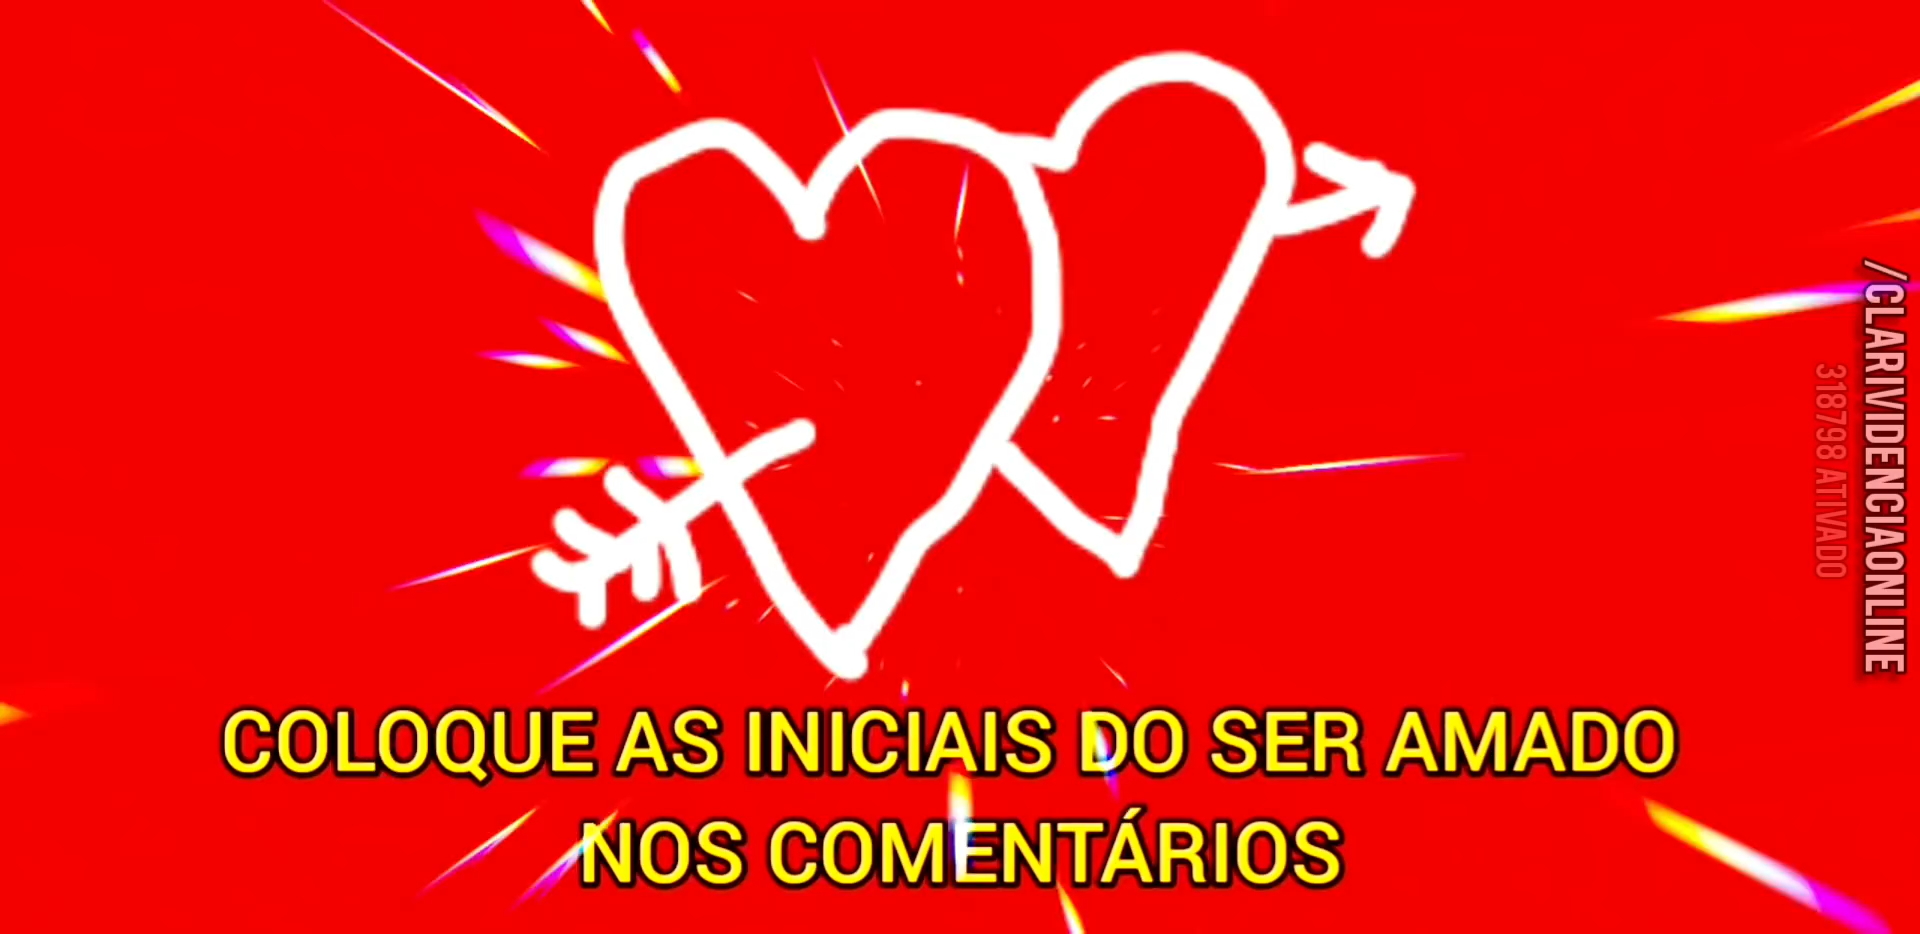 COLOQUE AS INICIAIS DO SER AMADO
NOS COMENTÁRIOS
/CLARIVIDENCIAONLINE
318798 ATIVADO